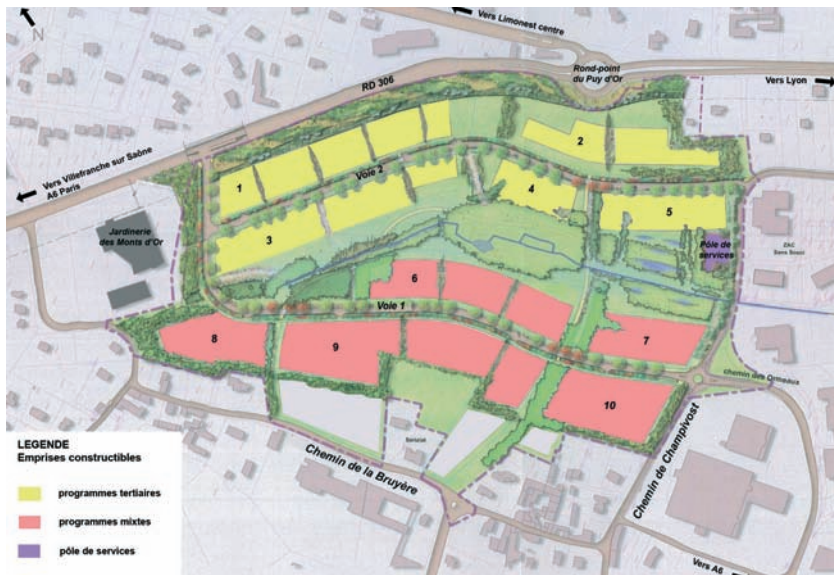 N
Vers Limonest centre
Rond-point
du Puy d'Or
Vers Lyon
RD 306
Vers Villefranche sur Saône
A6 Paris
1
Voie 2
2
3
4
5
Jardinerie
des Monts d'Or
Pôle de
services
ZAC
Sans Souci
6
Voie 1
7
8
9
10
chemin des Ormeaux
Chemin de la Bruyère
Chemin de Champivost
Vers A6
LEGENDE
Emprises constructibles
programmes tertiaires
programmes mixtes
pôle de services